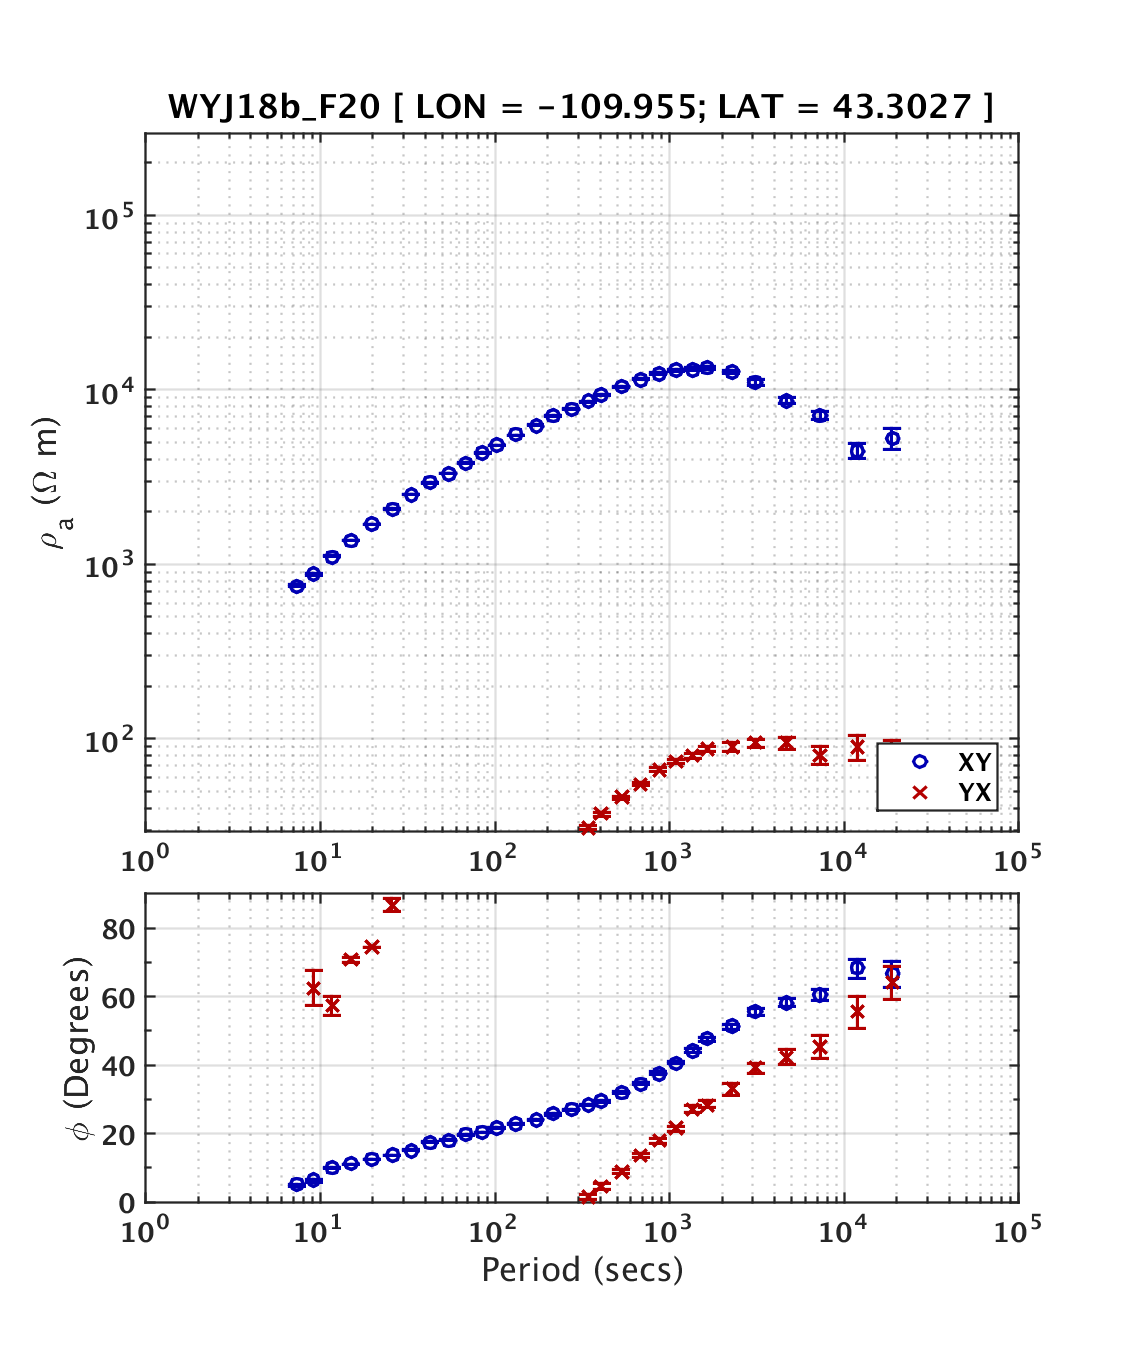 WYJ18b_F20 [ LON = -109.955; LAT = 43.3027 ]
10^5
10^4
10^3
10^2
ρ_a (Ω m)
XY
YX
10^0 10^1 10^2 10^3 10^4 10^5
80
60
40
20
0
ϕ (Degrees)
10^0 10^1 10^2 10^3 10^4 10^5
Period (secs)